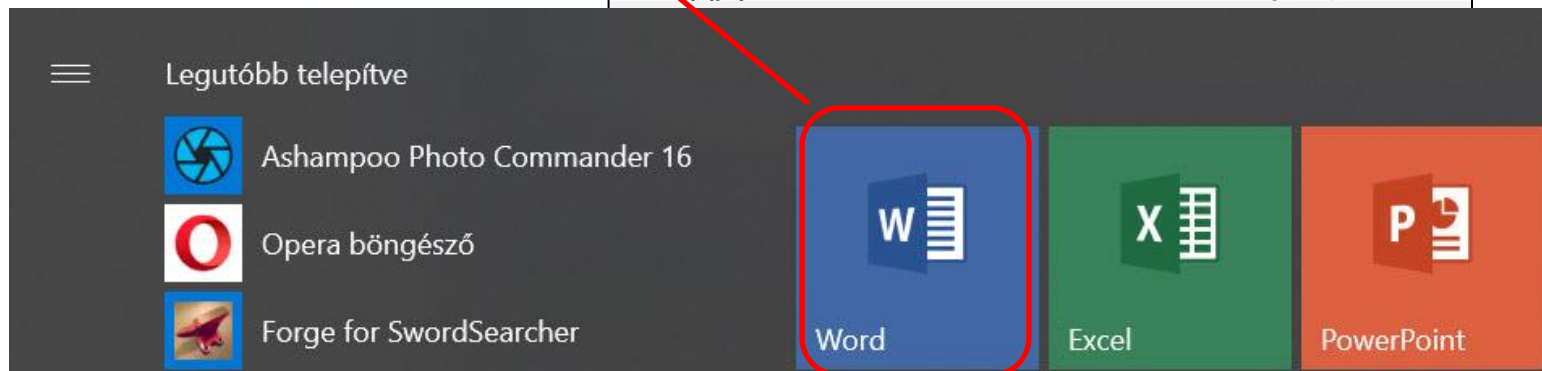 Legutóbb telepítve
Ashampoo Photo Commander 16
Opera böngésző
Forge for SwordSearcher
Word
Excel
PowerPoint